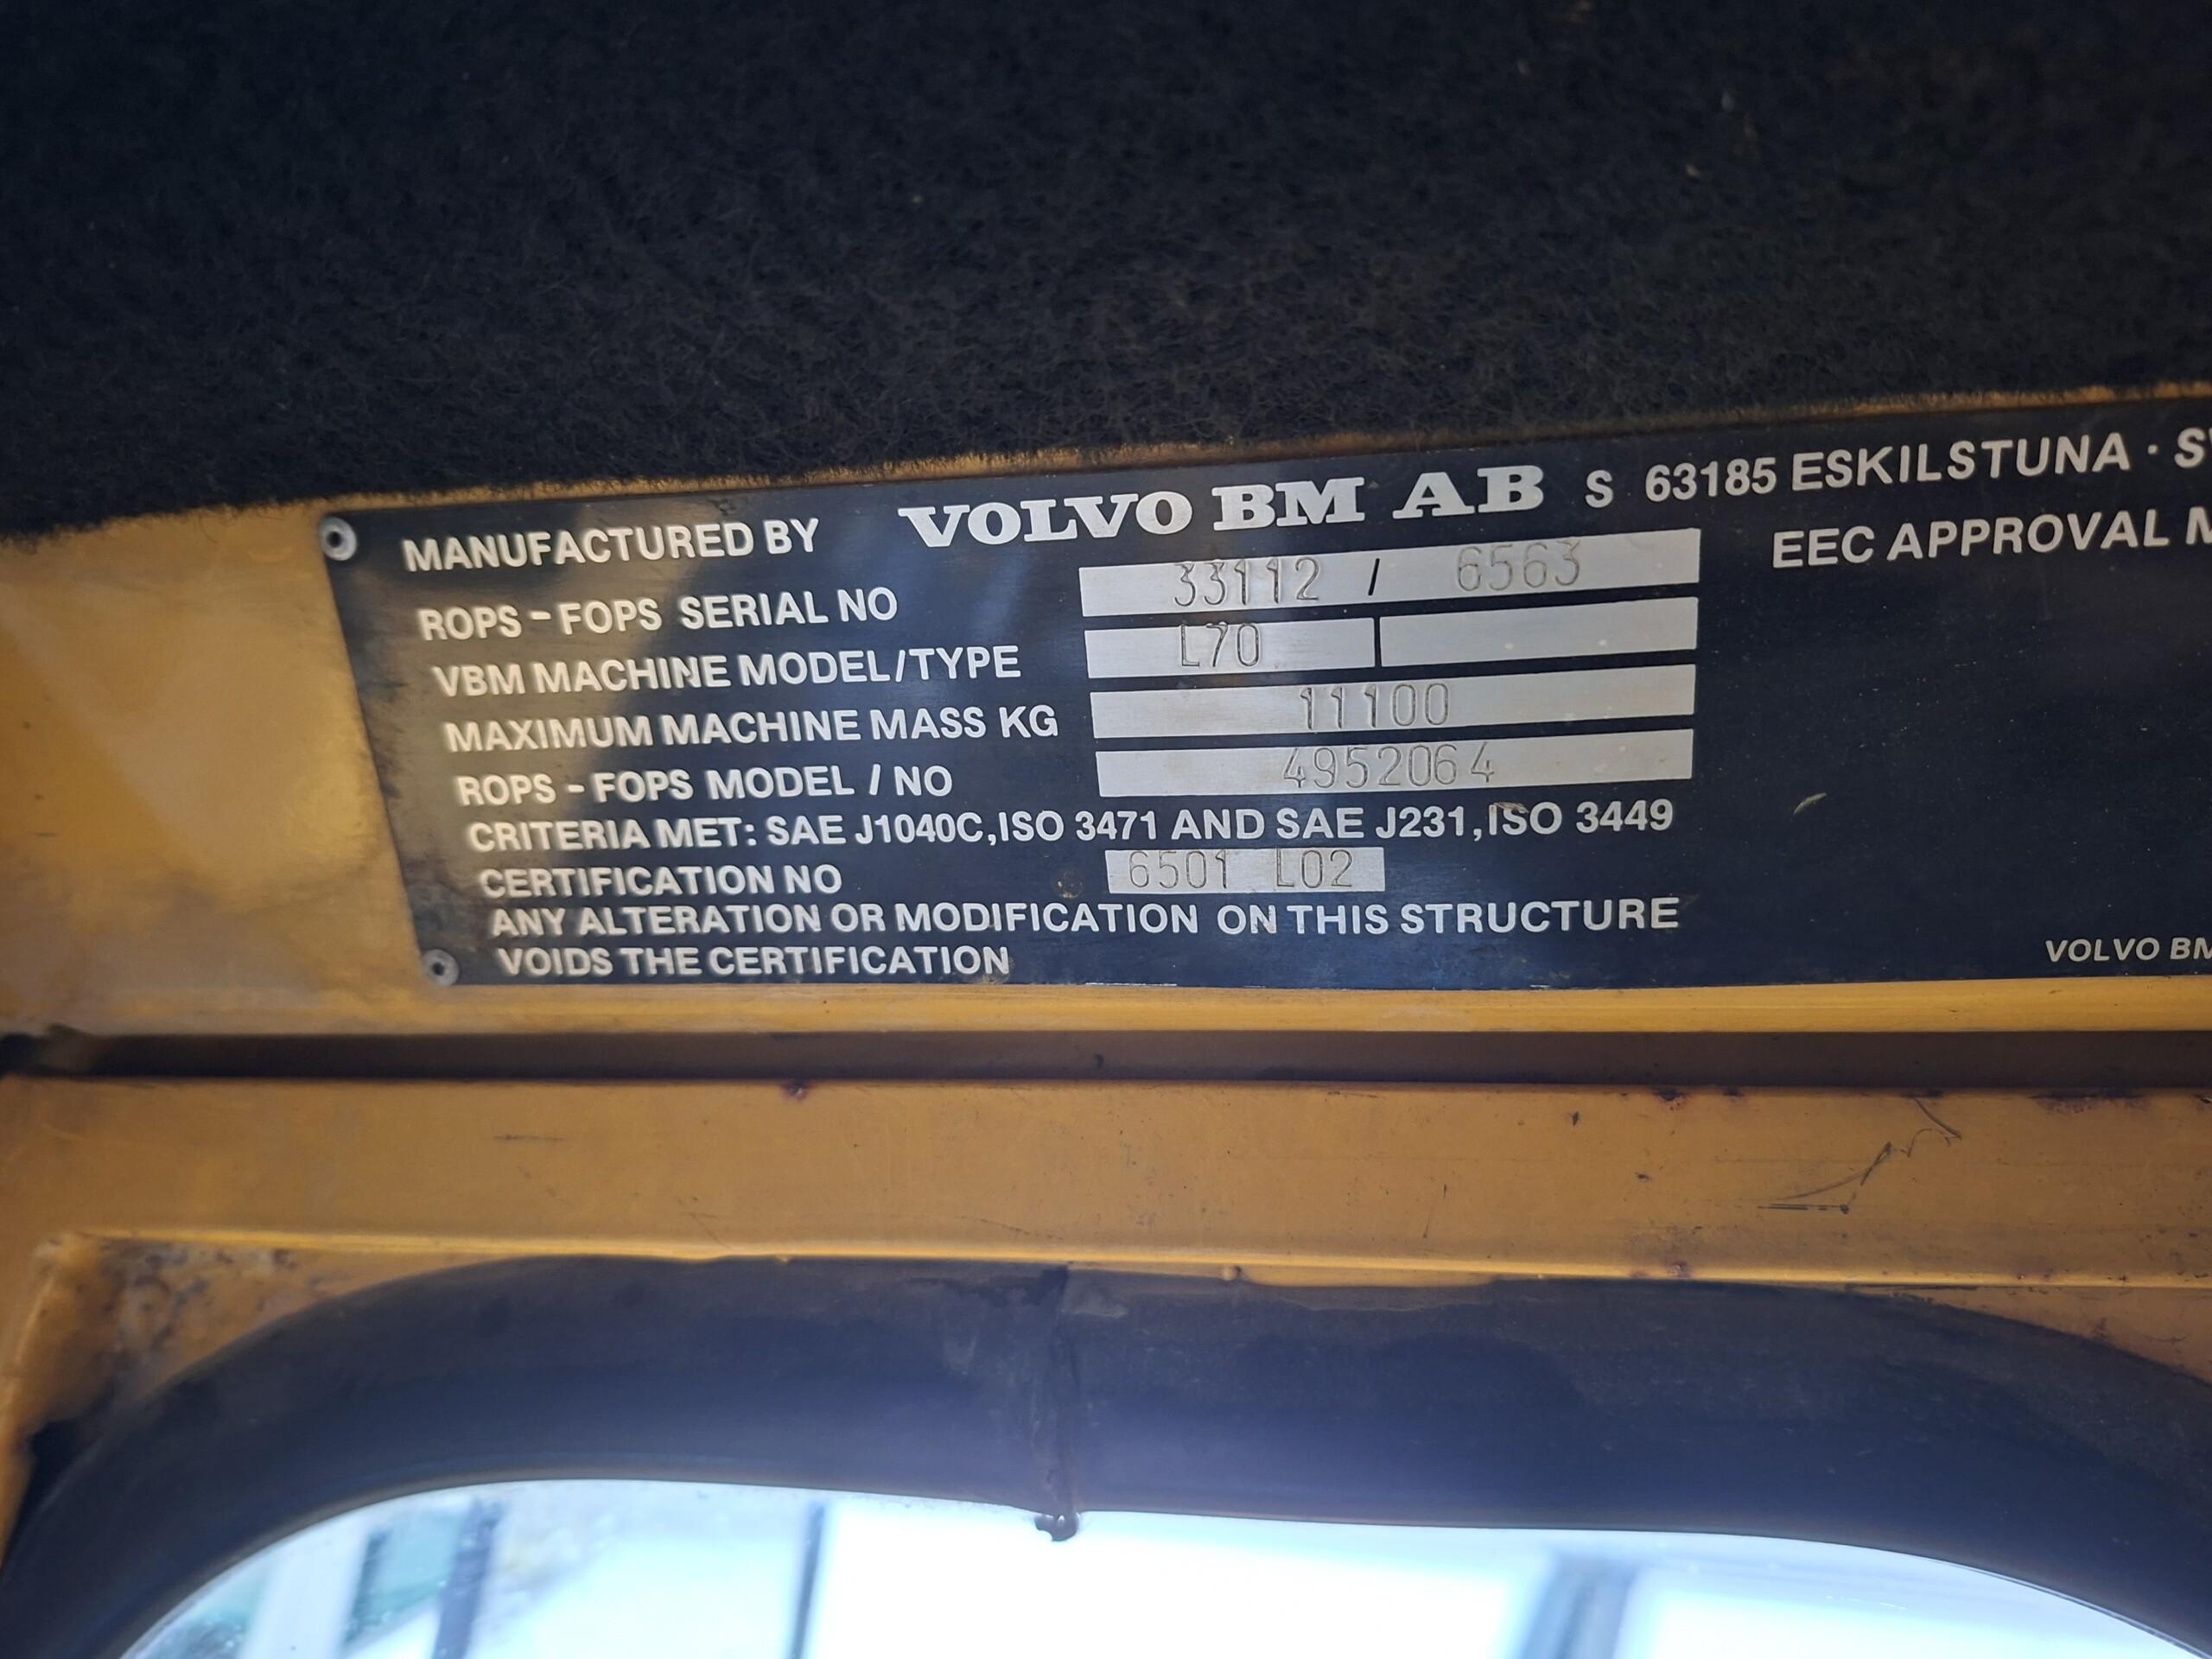 MANUFACTURED BY VOLVO BM AB S 63185 ESKILSTUNA ·
EEC APPROVAL
ROPS - FOPS SERIAL NO 33112 / 6563
VBM MACHINE MODEL/TYPE L70
MAXIMUM MACHINE MASS KG 11100
ROPS - FOPS MODEL / NO 4952064
CRITERIA MET: SAE J1040C, ISO 3471 AND SAE J231, ISO 3449
CERTIFICATION NO 6501 L02
ANY ALTERATION OR MODIFICATION ON THIS STRUCTURE
VOIDS THE CERTIFICATION
VOLVO BM